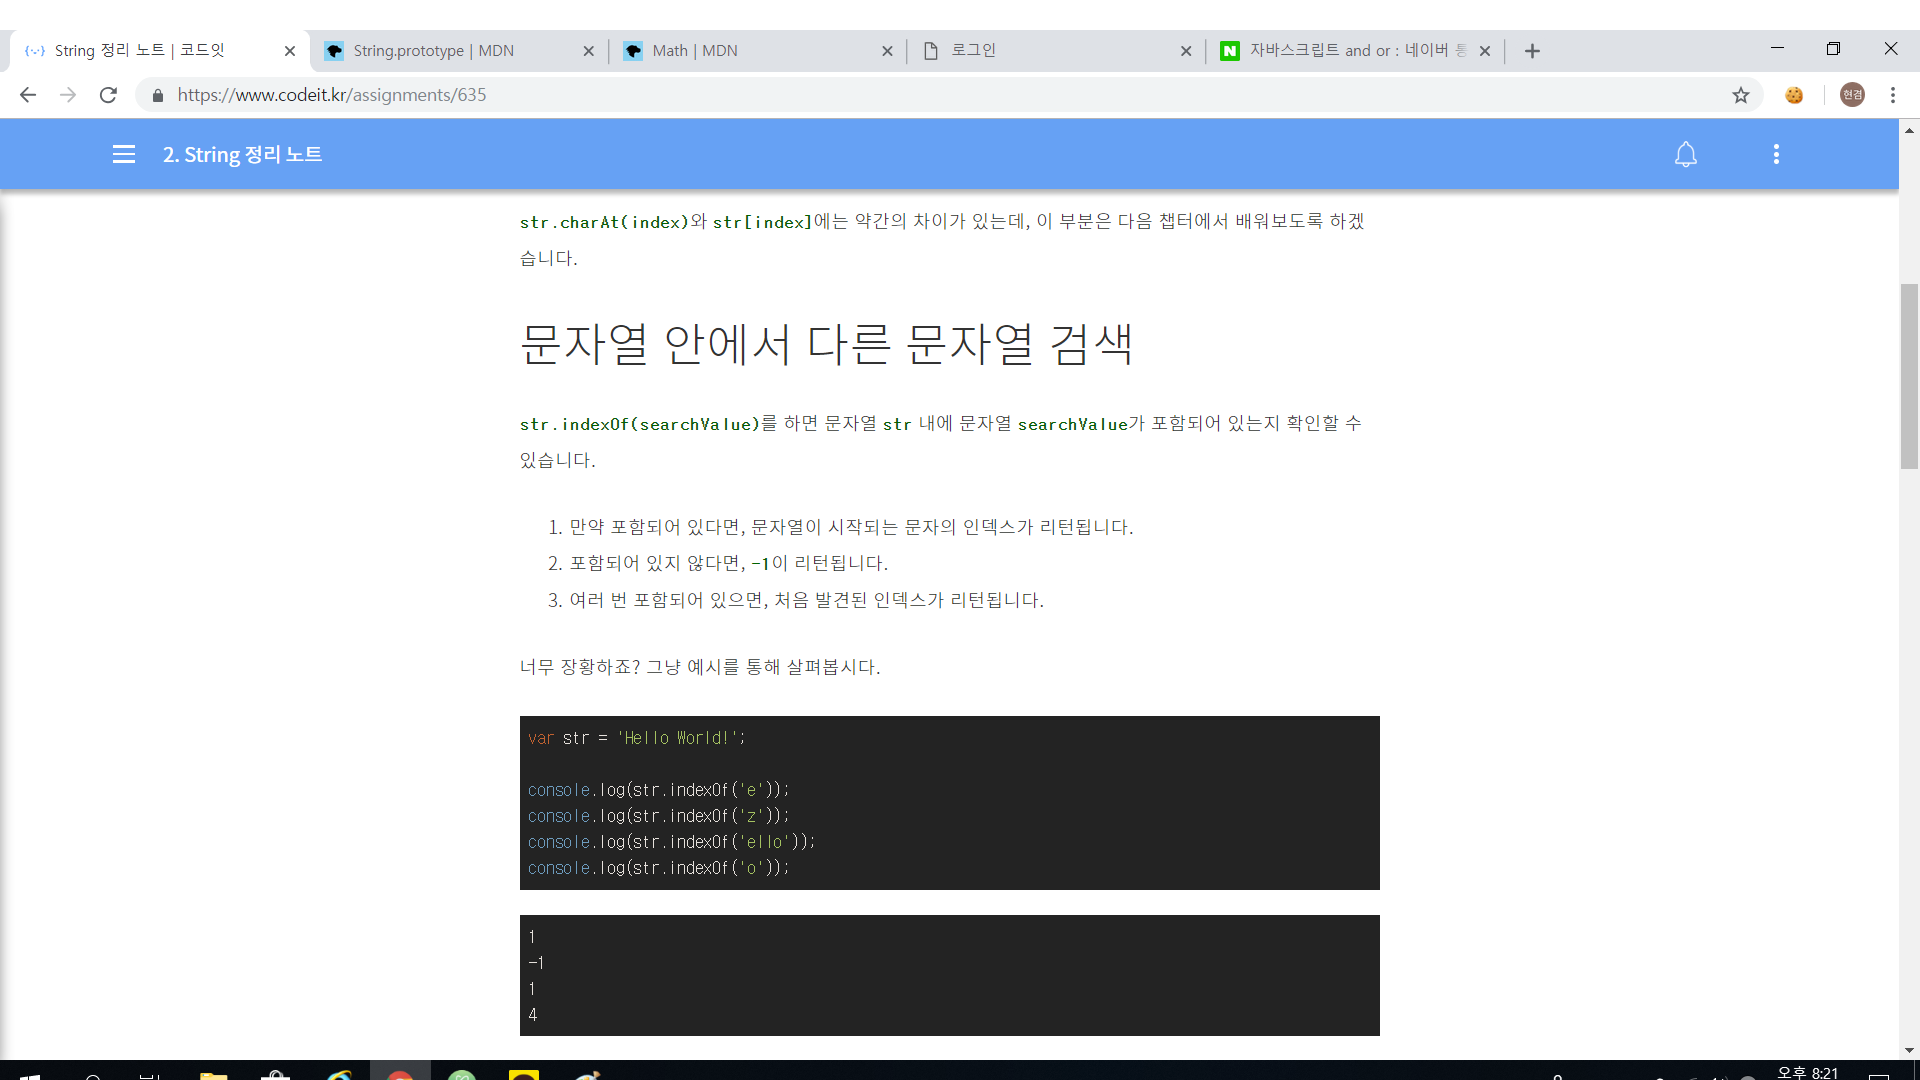 String 정리 노트 | 코드잇
String.prototype | MDN
Math | MDN
로그인
자바스크립트 and or : 네이버 통
https://www.codeit.kr/assignments/635
현겸
2. String 정리 노트
str.charAt(index)와 str[index]에는 약간의 차이가 있는데, 이 부분은 다음 챕터에서 배워보도록 하겠
습니다.
문자열 안에서 다른 문자열 검색
str.indexOf(searchValue)를 하면 문자열 str 내에 문자열 searchValue가 포함되어 있는지 확인할 수
있습니다.
1. 만약 포함되어 있다면, 문자열이 시작되는 문자의 인덱스가 리턴됩니다.
2. 포함되어 있지 않다면, -1이 리턴됩니다.
3. 여러 번 포함되어 있으면, 처음 발견된 인덱스가 리턴됩니다.
너무 장황하죠? 그냥 예시를 통해 살펴봅시다.
var str = 'Hello World!';
console.log(str.indexOf('e'));
console.log(str.indexOf('z'));
console.log(str.indexOf('ello'));
console.log(str.indexOf('o'));
1
-1
1
4
오후 8:21